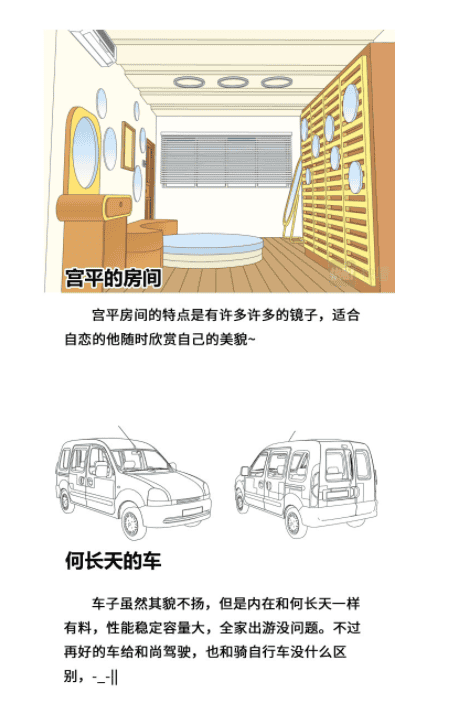 宫平的房间
宫平房间的特点是有许多许多的镜子，适合
自恋的他随时欣赏自己的美貌~
何长天的车
车子虽然其貌不扬，但是内在和何长天一样
有料，性能稳定容量大，全家出游没问题。不过
再好的车给和尚驾驶，也和骑自行车没什么区
别，-_-||